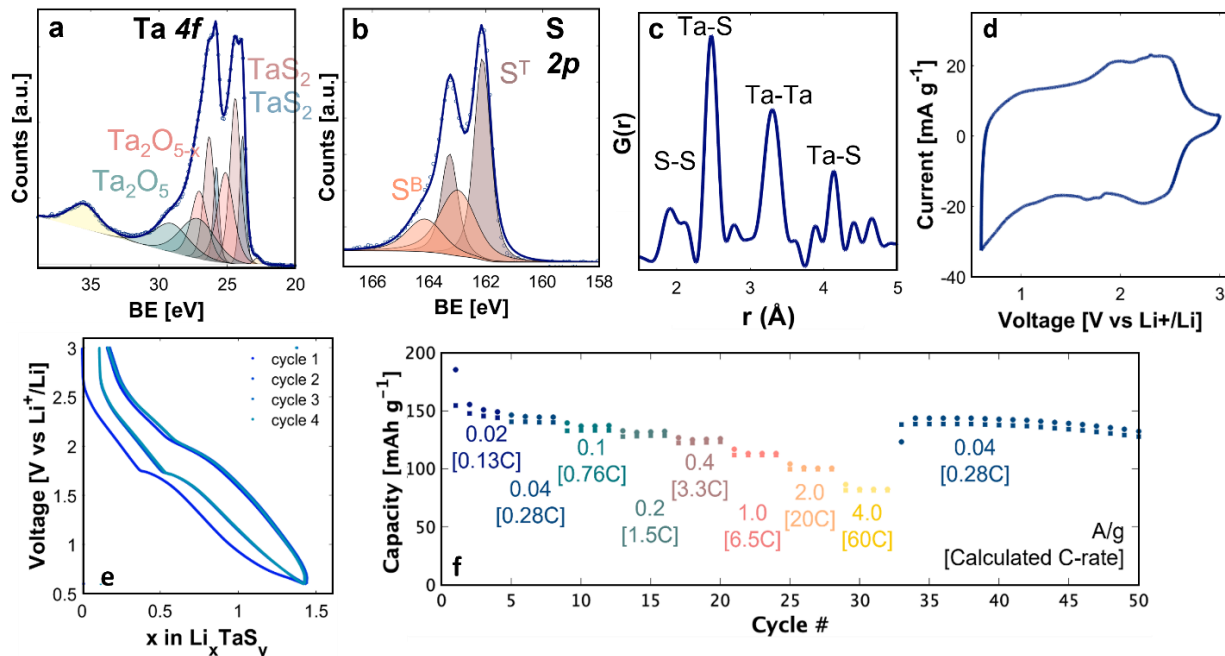 a
Ta 4f
Counts [a.u.]
TaS2
TaS2
Ta2O5-x
Ta2O5
35
30
25
20
BE [eV]
b
S
2p
Counts [a.u.]
S^T
S^B
166
164
162
160
158
BE [eV]
c
Ta-S
Ta-Ta
Ta-S
S-S
G(r)
2
3
4
5
r (Å)
d
Current [mA g⁻¹]
40
20
0
-20
-40
1
2
3
Voltage [V vs Li+/Li]
e
Voltage [V vs Li⁺/Li]
3
2.5
2
1.5
1
0.5
cycle 1
cycle 2
cycle 3
cycle 4
0
0.5
1
1.5
x in LiₓTaSᵧ
f
Capacity [mAh g⁻¹]
200
150
100
50
0
0.02
[0.13C]
0.04
[0.28C]
0.1
[0.76C]
0.2
[1.5C]
0.4
[3.3C]
1.0
[6.5C]
2.0
[20C]
4.0
[60C]
0.04
[0.28C]
A/g
[Calculated C-rate]
0
5
10
15
20
25
30
35
40
45
50
Cycle #